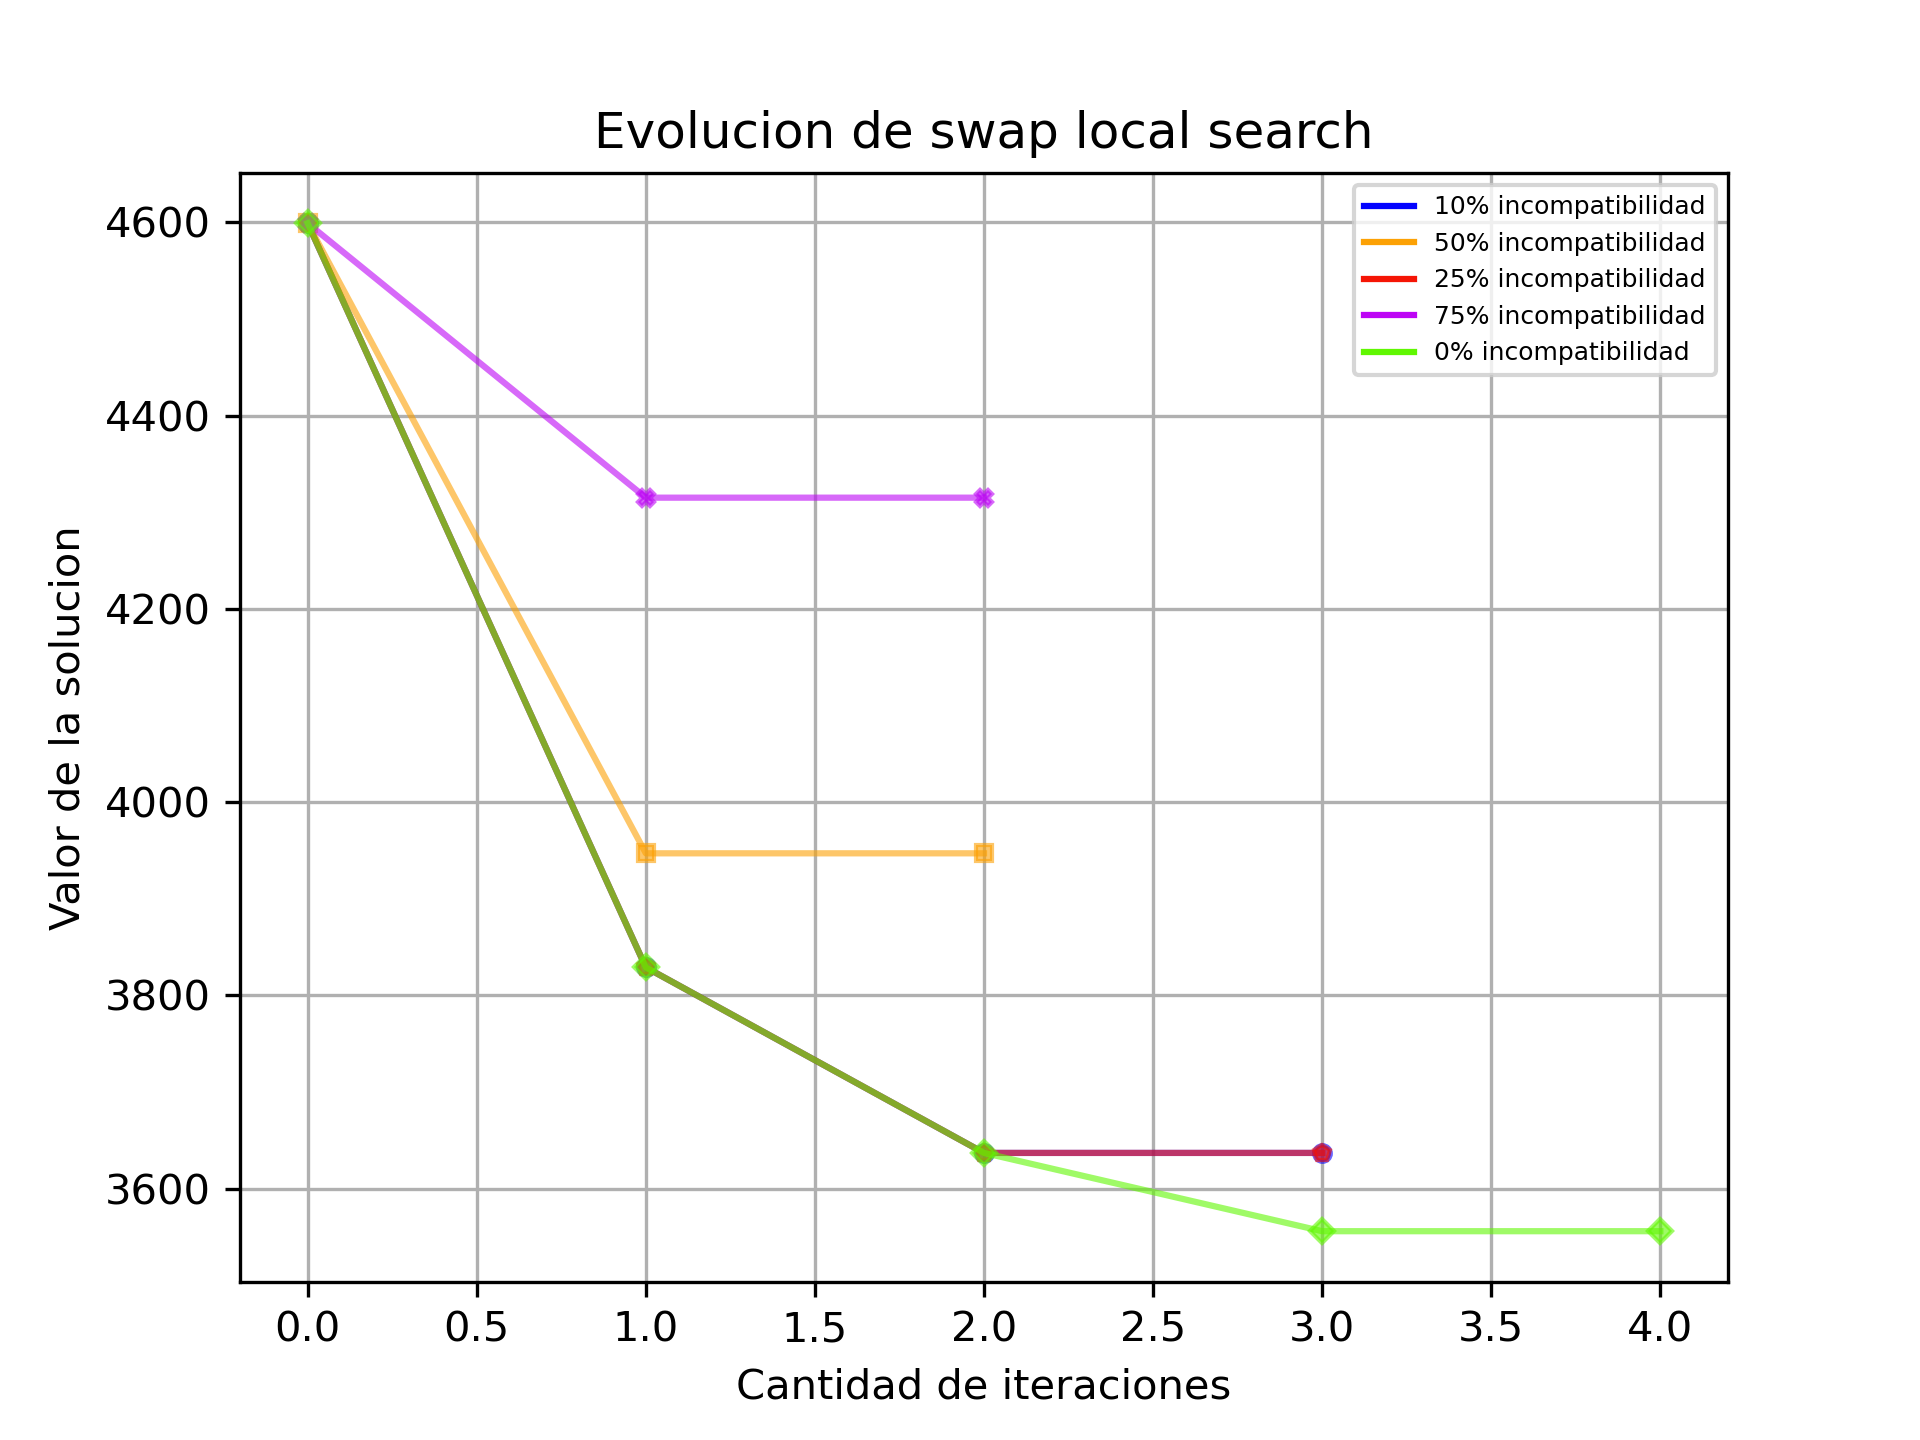 Evolucion de swap local search
10% incompatibilidad
50% incompatibilidad
25% incompatibilidad
75% incompatibilidad
0% incompatibilidad
4600
4400
4200
4000
3800
3600
Valor de la solucion
0.0 0.5 1.0 1.5 2.0 2.5 3.0 3.5 4.0
Cantidad de iteraciones